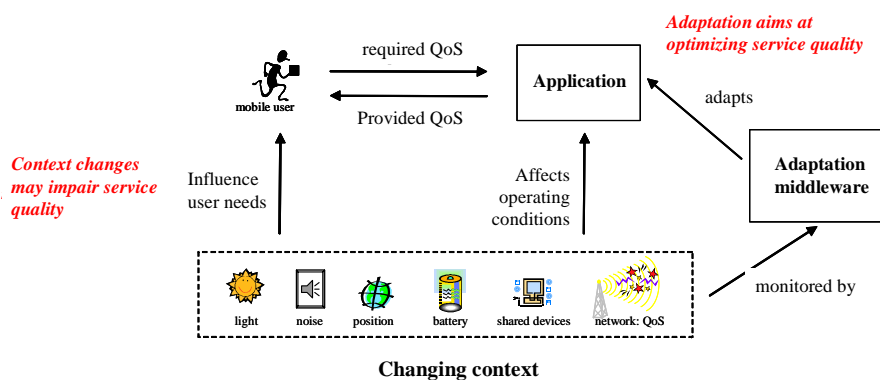 Adaptation aims at
optimizing service quality
required QoS
Application
mobile user
Provided QoS
adapts
Context changes
may impair service
quality
Influence
user needs
Affects
operating
conditions
Adaptation
middleware
monitored by
light
noise
position
battery
shared devices
network: QoS
Changing context